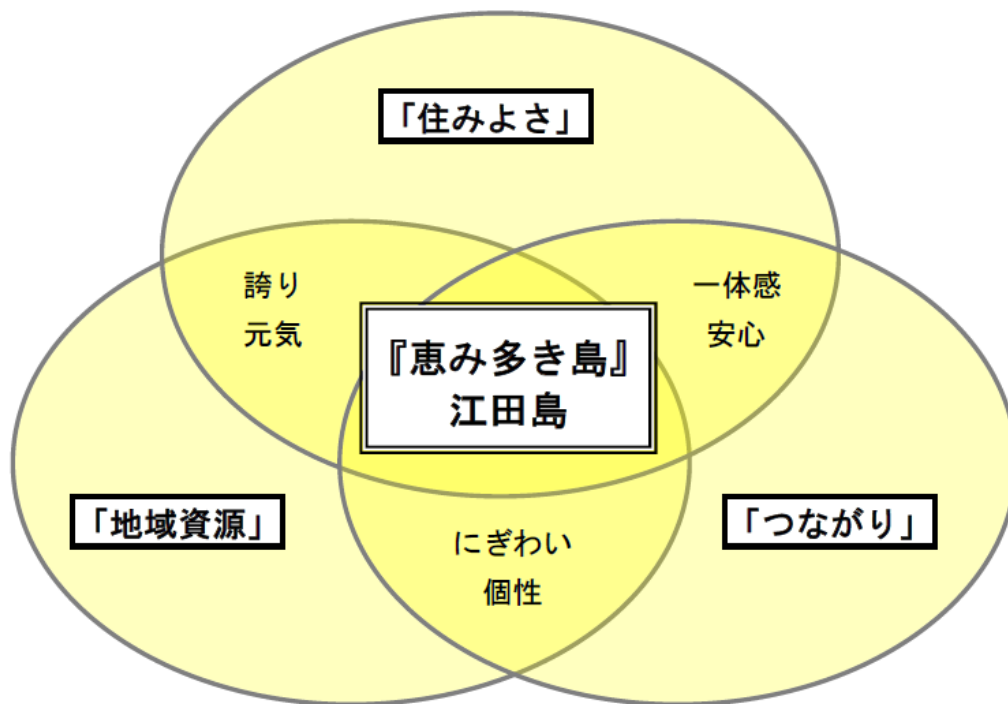 「住みよさ」
誇り
元気
一体感
安心
『恵み多き島』
江田島
「地域資源」
「つながり」
にぎわい
個性